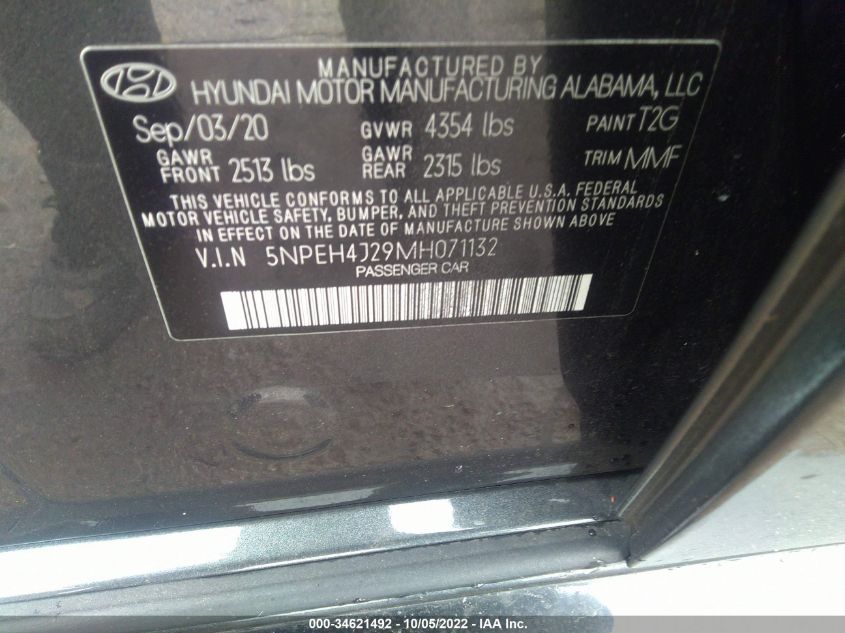 MANUFACTURED BY
HYUNDAI MOTOR MANUFACTURING ALABAMA, LLC
Sep/03/20 GVWR 4354 lbs PAINT T2G
GAWR FRONT 2513 lbs GAWR REAR 2315 lbs TRIM MMF
THIS VEHICLE CONFORMS TO ALL APPLICABLE U.S.A. FEDERAL
MOTOR VEHICLE SAFETY, BUMPER, AND THEFT PREVENTION STANDARDS
IN EFFECT ON THE DATE OF MANUFACTURE SHOWN ABOVE
V.I.N 5NPEH4J29MH071132
PASSENGER CAR
000-34621492 - 10/05/2022 - IAA Inc.